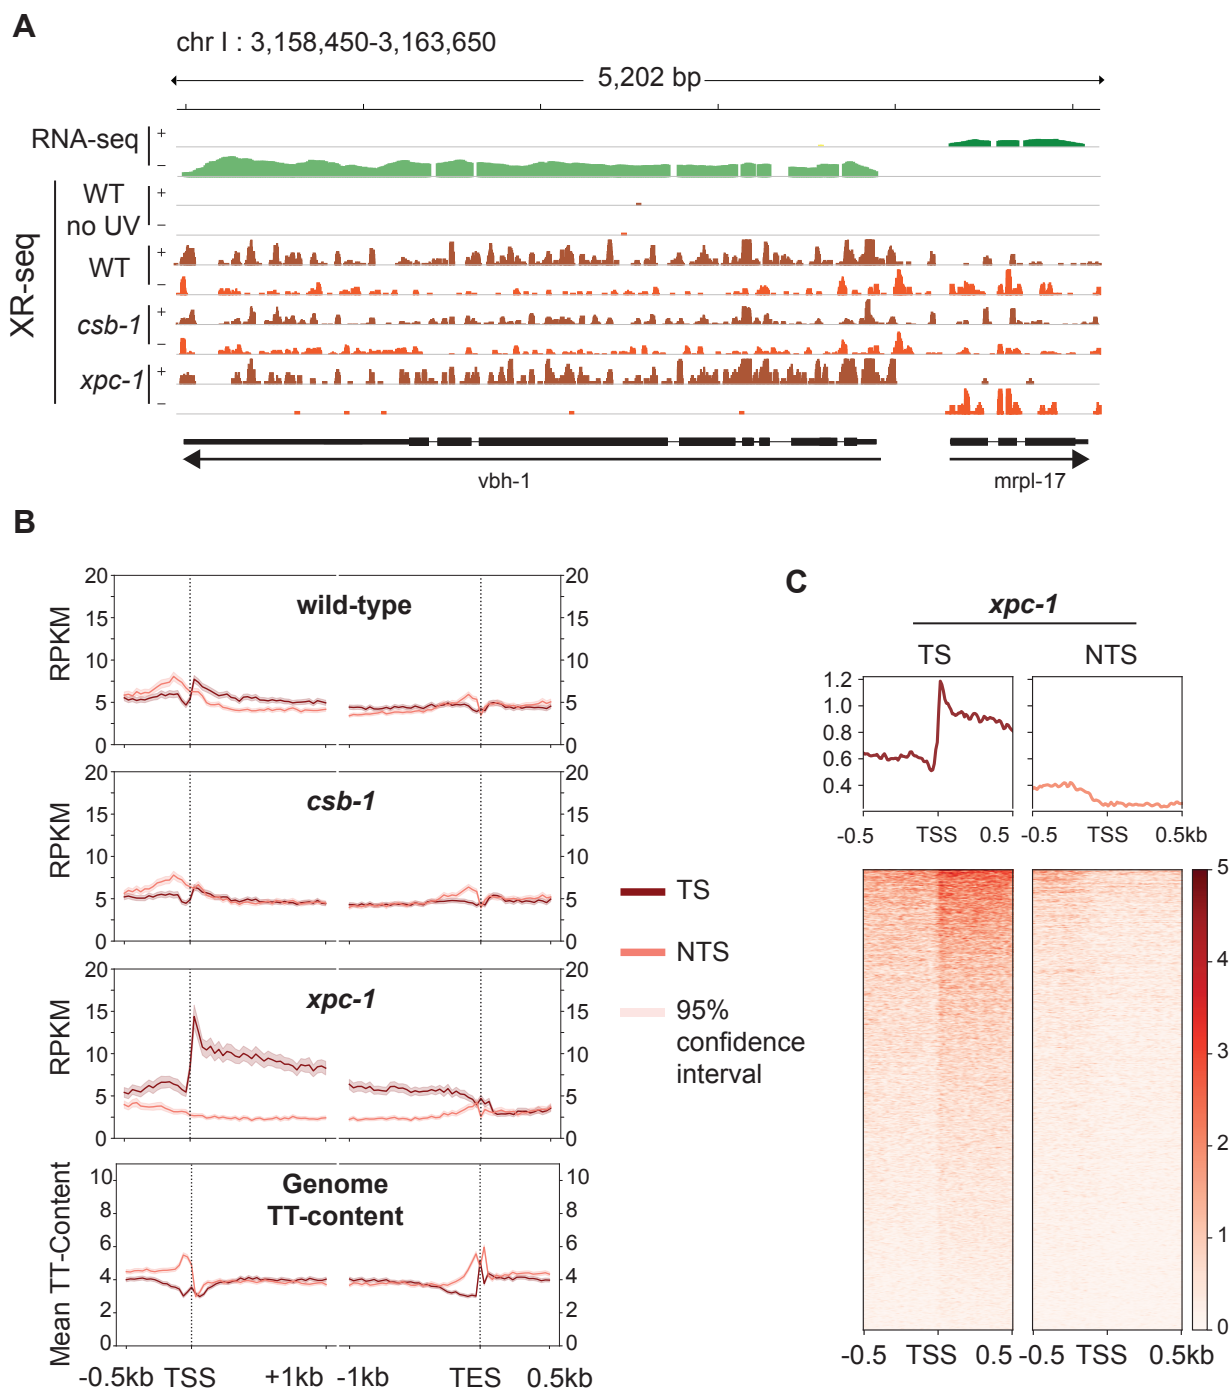 A
chr I : 3,158,450-3,163,650
5,202 bp
RNA-seq
+
−
XR-seq
WT
no UV
+
−
WT
+
−
csb-1
+
−
xpc-1
+
−
vbh-1
mrpl-17
B
20
15
10
5
0
RPKM
wild-type
20
15
10
5
0
20
15
10
5
0
RPKM
csb-1
20
15
10
5
0
20
15
10
5
0
RPKM
xpc-1
20
15
10
5
0
10
8
6
4
2
0
Mean TT-Content
Genome
TT-content
10
8
6
4
2
0
-0.5kb TSS +1kb -1kb TES 0.5kb
TS
NTS
95%
confidence
interval
C
xpc-1
TS NTS
1.2
1.0
0.8
0.6
0.4
-0.5 TSS 0.5 -0.5 TSS 0.5kb
5
4
3
2
1
0
-0.5 TSS 0.5 -0.5 TSS 0.5kb